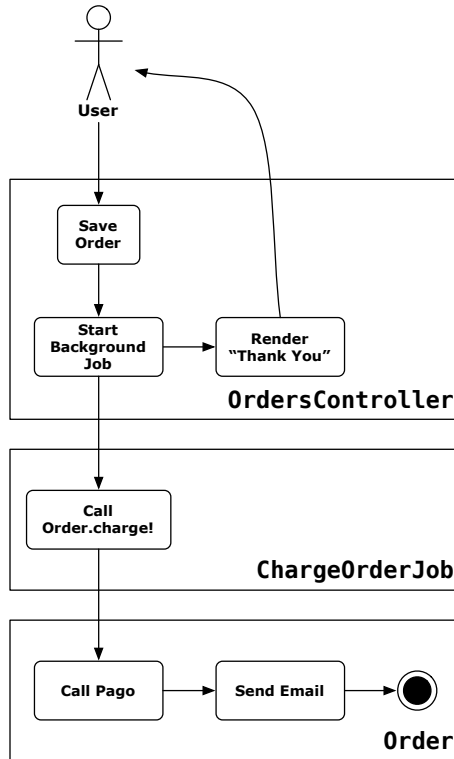 User
Save
Order
Start
Background
Job
Render
“Thank You”
OrdersController
Call
Order.charge!
ChargeOrderJob
Call Pago
Send Email
Order